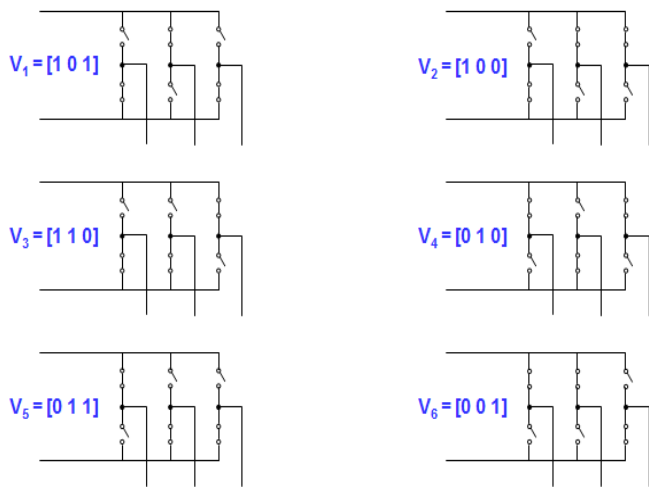 V₁ = [1 0 1]
V₂ = [1 0 0]
V₃ = [1 1 0]
V₄ = [0 1 0]
V₅ = [0 1 1]
V₆ = [0 0 1]